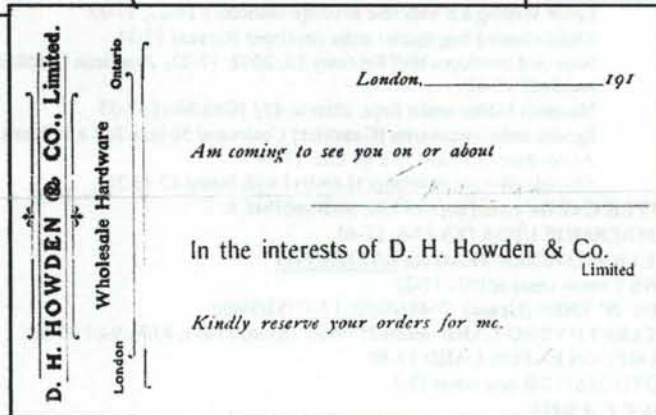 D. H. HOWDEN & CO., Limited.
Wholesale Hardware
London Ontario
London, 191
Am coming to see you on or about
In the interests of D. H. Howden & Co.
Limited
Kindly reserve your orders for me.